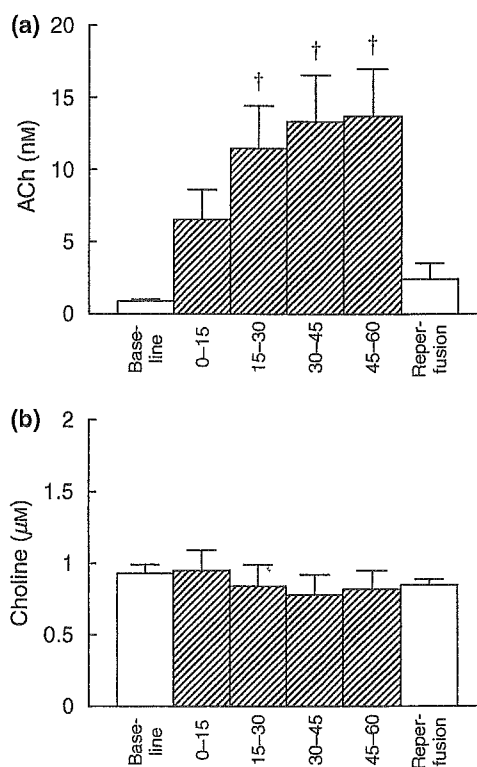 (a)
20
15
10
5
0
ACh (nM)
†
†
†
Base-
line
0–15
15–30
30–45
45–60
Reper-
fusion
(b)
2
1.5
1
0.5
0
Choline (μM)
Base-
line
0–15
15–30
30–45
45–60
Reper-
fusion